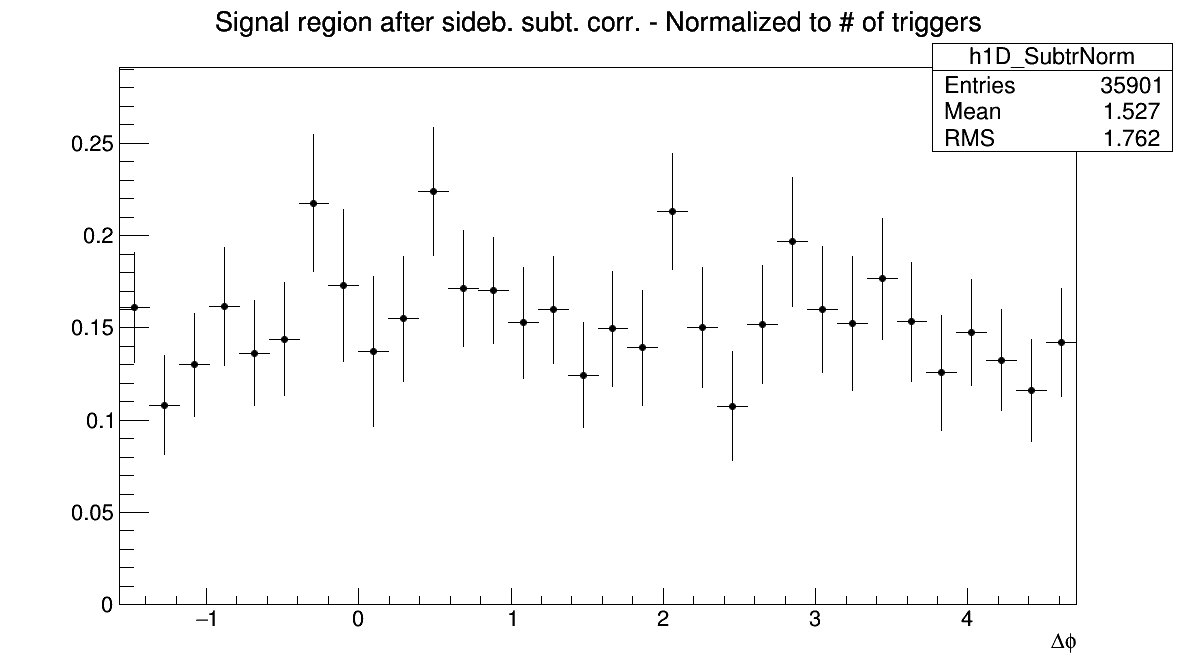 Signal region after sideb. subt. corr. - Normalized to # of triggers
h1D_SubtrNorm
Entries 35901
Mean 1.527
RMS 1.762
0.25
0.2
0.15
0.1
0.05
0
−1 0 1 2 3 4
Δϕ